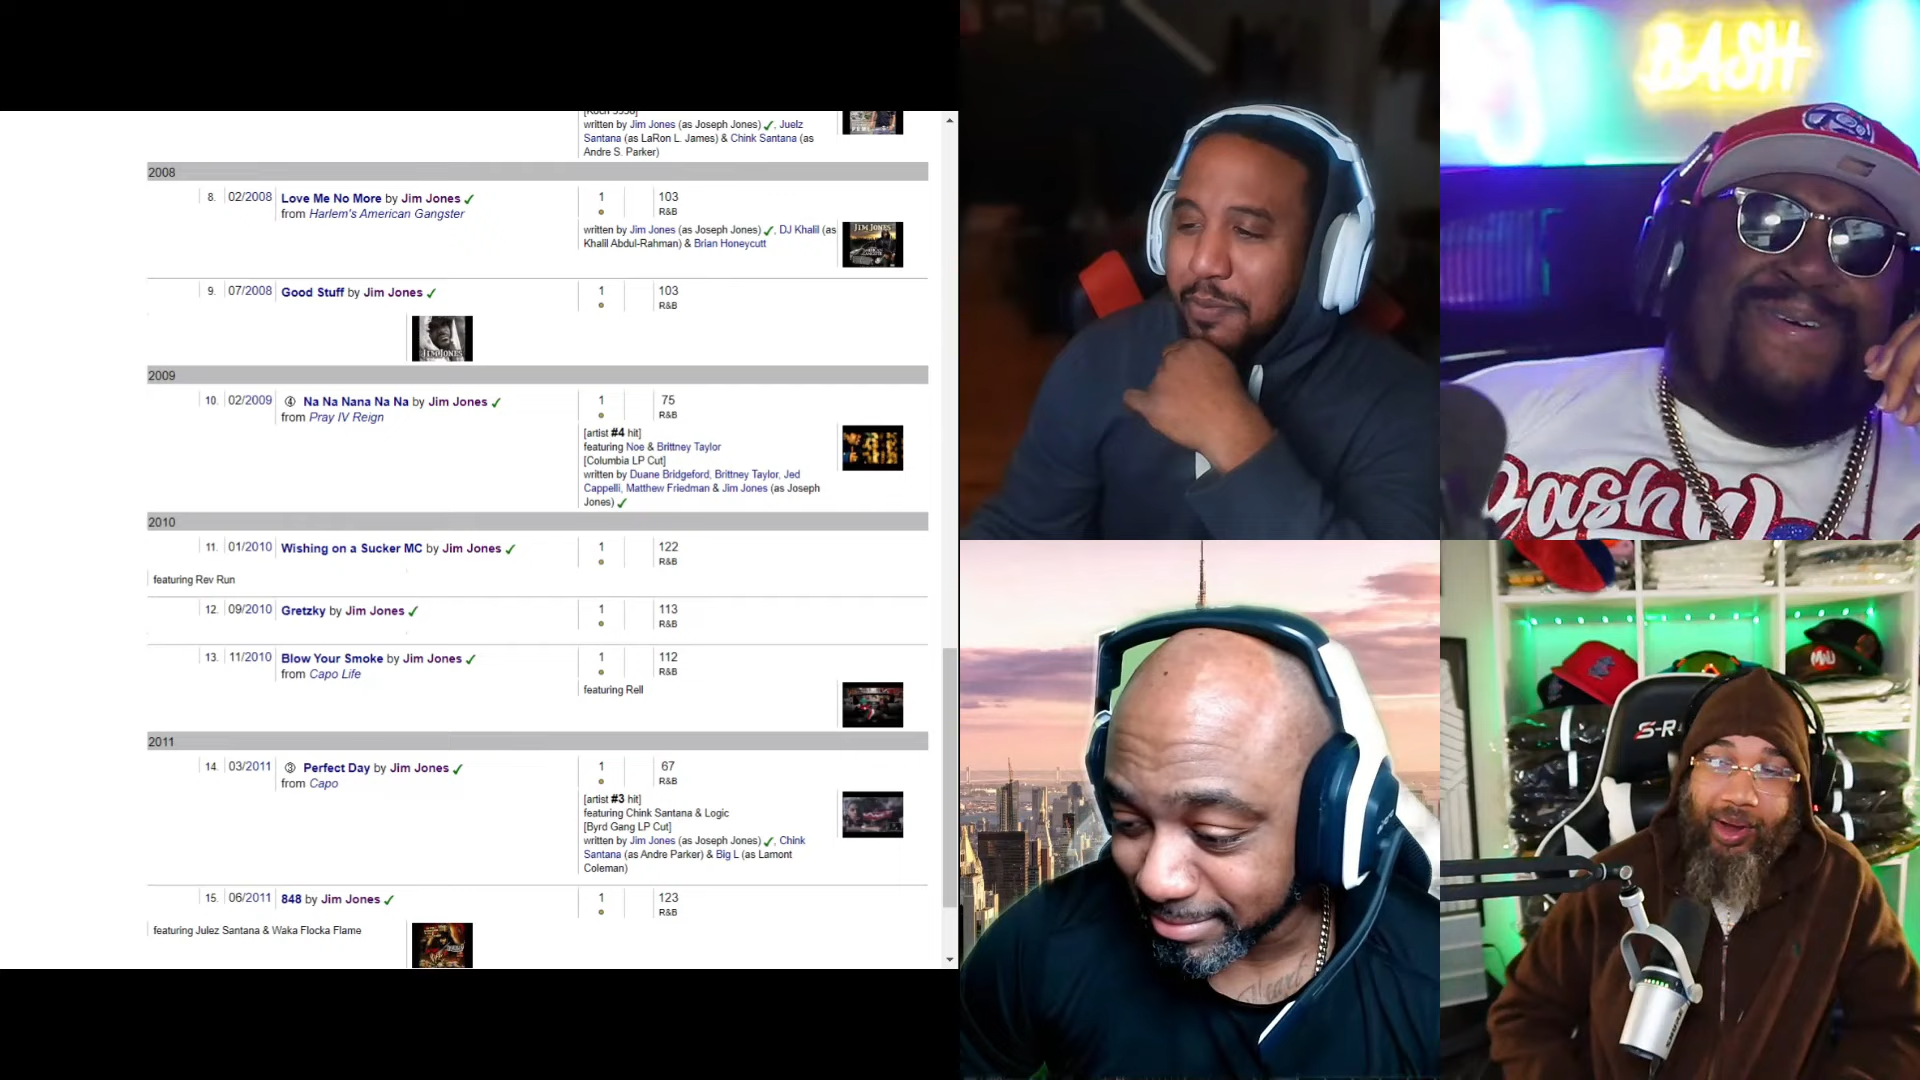 written by Jim Jones (as Joseph Jones) ✓, Juelz
Santana (as LaRon L. James) & Chink Santana (as
Andre S. Parker)
2008
8. 02/2008 Love Me No More by Jim Jones ✓ 1 103
from Harlem's American Gangster R&B
written by Jim Jones (as Joseph Jones) ✓, DJ Khalil (as
Khalil Abdul-Rahman) & Brian Honeycutt
JIM JONES
9. 07/2008 Good Stuff by Jim Jones ✓ 1 103
R&B
JIM JONES
2009
10. 02/2009 ④ Na Na Nana Na Na by Jim Jones ✓ 1 75
from Pray IV Reign R&B
[artist #4 hit]
featuring Noe & Brittney Taylor
[Columbia LP Cut]
written by Duane Bridgeford, Brittney Taylor, Jed
Cappelli, Matthew Friedman & Jim Jones (as Joseph
Jones) ✓
2010
11. 01/2010 Wishing on a Sucker MC by Jim Jones ✓ 1 122
R&B
featuring Rev Run
12. 09/2010 Gretzky by Jim Jones ✓ 1 113
R&B
13. 11/2010 Blow Your Smoke by Jim Jones ✓ 1 112
from Capo Life R&B
featuring Rell
2011
14. 03/2011 ③ Perfect Day by Jim Jones ✓ 1 67
from Capo R&B
[artist #3 hit]
featuring Chink Santana & Logic
[Byrd Gang LP Cut]
written by Jim Jones (as Joseph Jones) ✓, Chink
Santana (as Andre Parker) & Big L (as Lamont
Coleman)
15. 06/2011 848 by Jim Jones ✓ 1 123
R&B
featuring Julez Santana & Waka Flocka Flame
BASH
Bash
S-R
Heart
SHURE